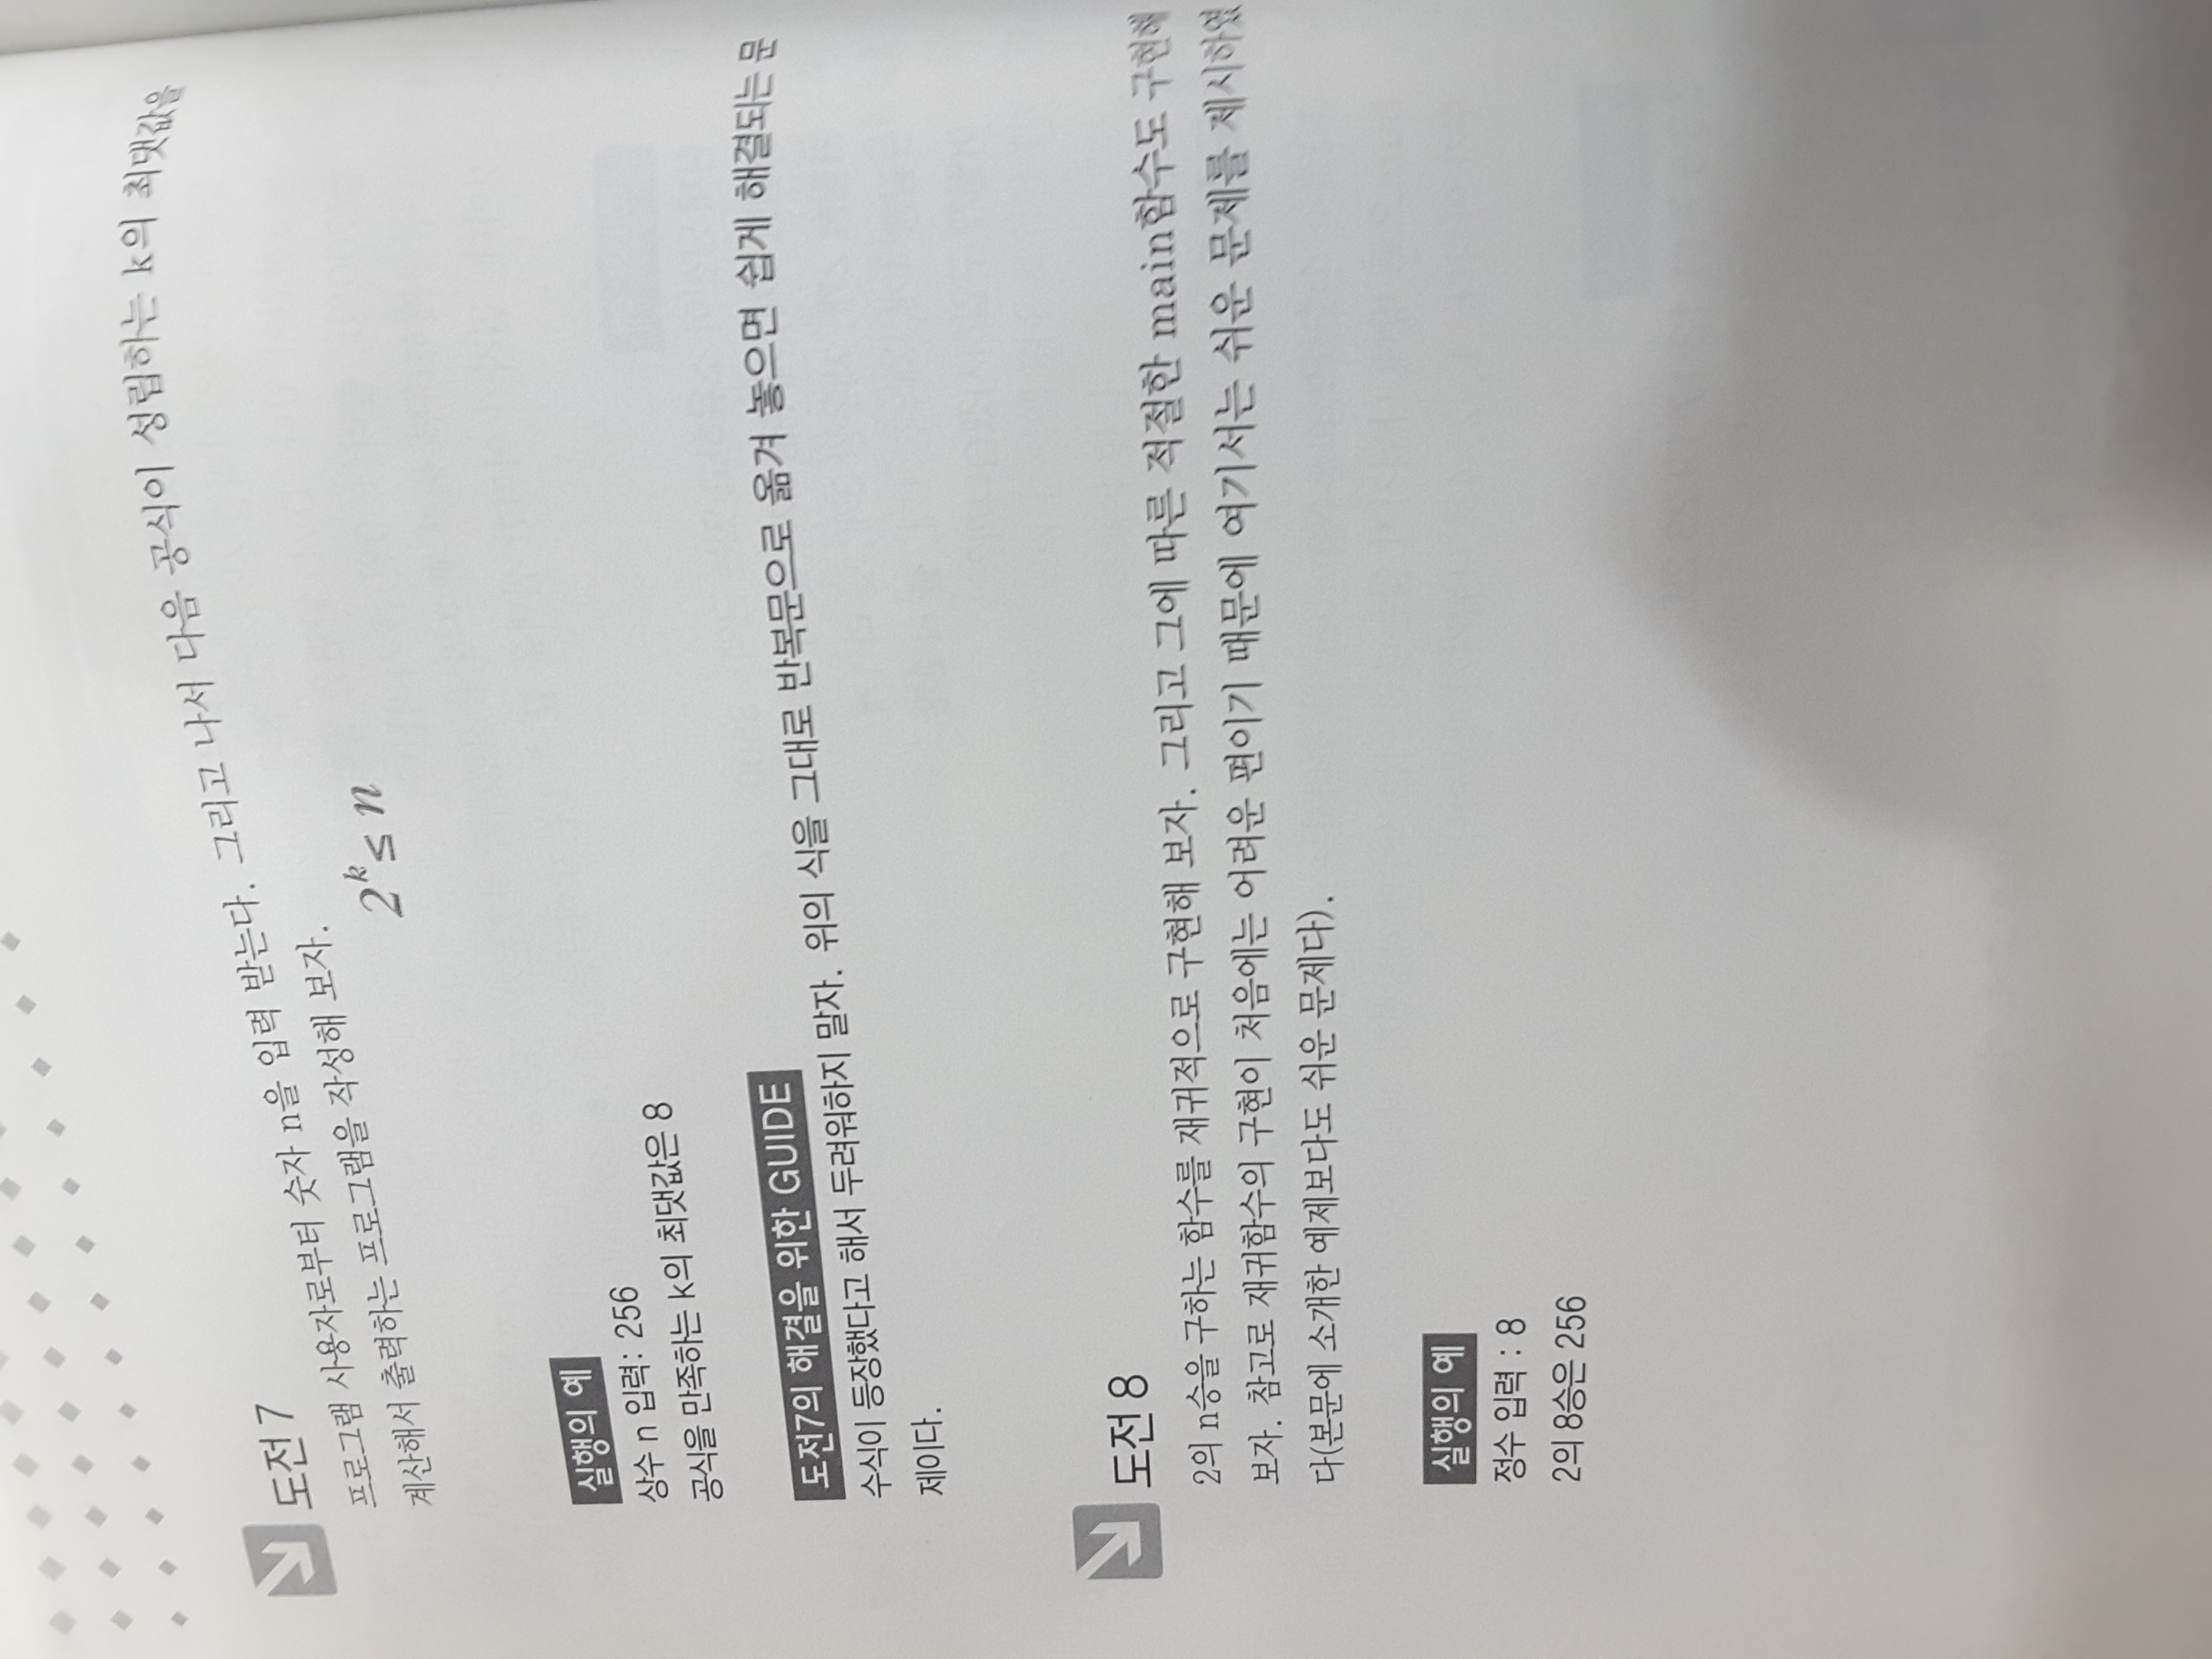 도전 7
프로그램 사용자로부터 숫자 n을 입력 받는다. 그리고 나서 다음 공식이 성립하는 k의 최댓값을
계산해서 출력하는 프로그램을 작성해 보자.
2^k ≤ n
실행의 예
상수 n 입력: 256
공식을 만족하는 k의 최댓값은 8
도전7의 해결을 위한 GUIDE
수식이 등장했다고 해서 두려워하지 말자. 위의 식을 그대로 반복문으로 옮겨 놓으면 쉽게 해결되는 문
제이다.
도전 8
2의 n승을 구하는 함수를 재귀적으로 구현해 보자. 그리고 그에 따른 적절한 main함수도 구현해
보자. 참고로 재귀함수의 구현이 처음에는 어려운 편이기 때문에 여기서는 쉬운 문제를 제시하였
다(본문에 소개한 예제보다도 쉬운 문제다).
실행의 예
정수 입력 : 8
2의 8승은 256